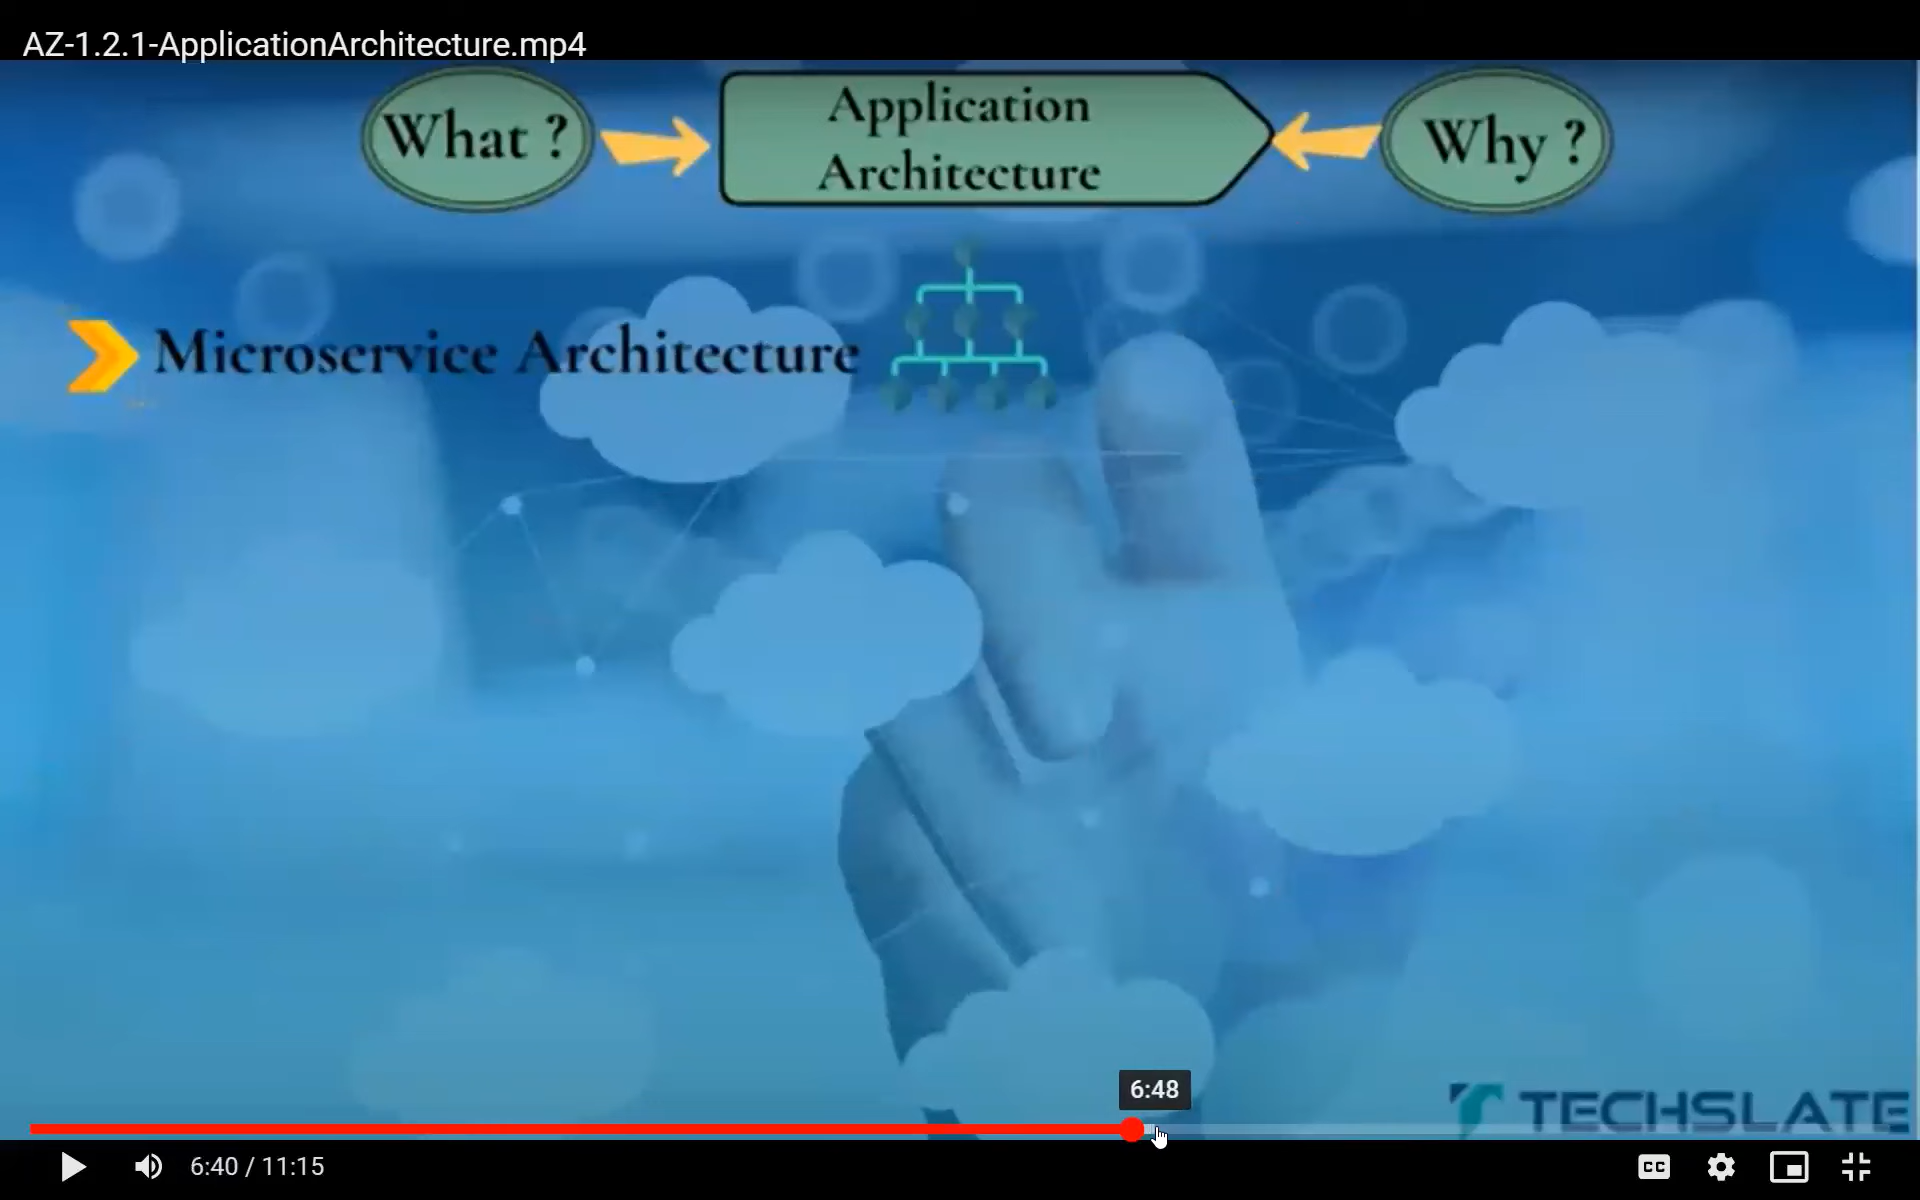 AZ-1.2.1-ApplicationArchitecture.mp4
What ?
Application
Architecture
Why ?
Microservice Architecture
6:48
TECHSLATE
6:40 / 11:15
CC